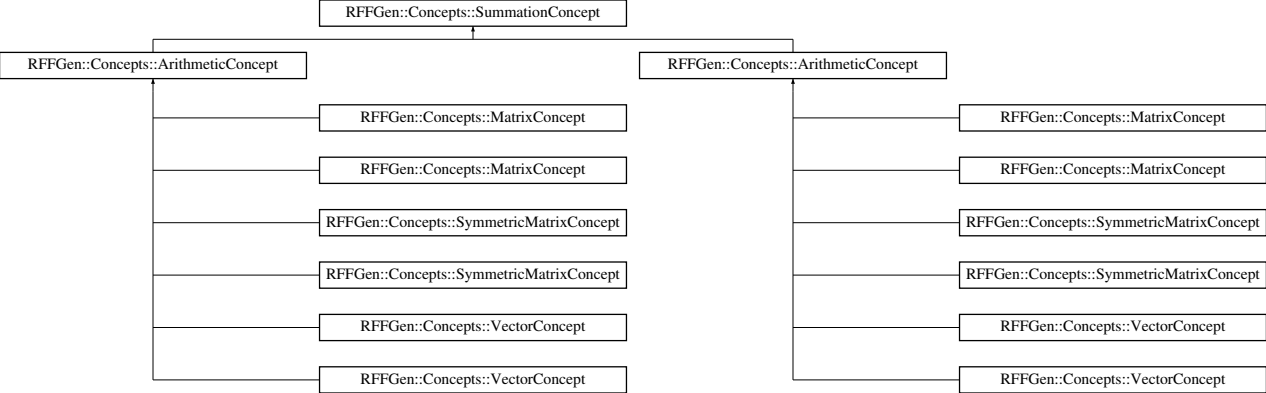 RFFGen::Concepts::SummationConcept
RFFGen::Concepts::ArithmeticConcept
RFFGen::Concepts::ArithmeticConcept
RFFGen::Concepts::MatrixConcept
RFFGen::Concepts::MatrixConcept
RFFGen::Concepts::MatrixConcept
RFFGen::Concepts::MatrixConcept
RFFGen::Concepts::SymmetricMatrixConcept
RFFGen::Concepts::SymmetricMatrixConcept
RFFGen::Concepts::SymmetricMatrixConcept
RFFGen::Concepts::SymmetricMatrixConcept
RFFGen::Concepts::VectorConcept
RFFGen::Concepts::VectorConcept
RFFGen::Concepts::VectorConcept
RFFGen::Concepts::VectorConcept